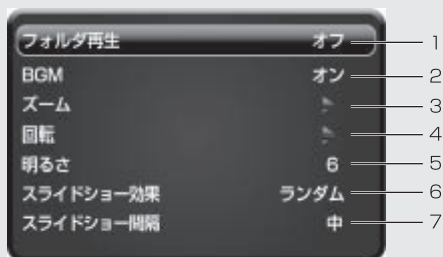 フォルダ再生 オフ 1
BGM オン 2
ズーム 3
回転 4
明るさ 6 5
スライドショー効果 ランダム 6
スライドショー間隔 中 7